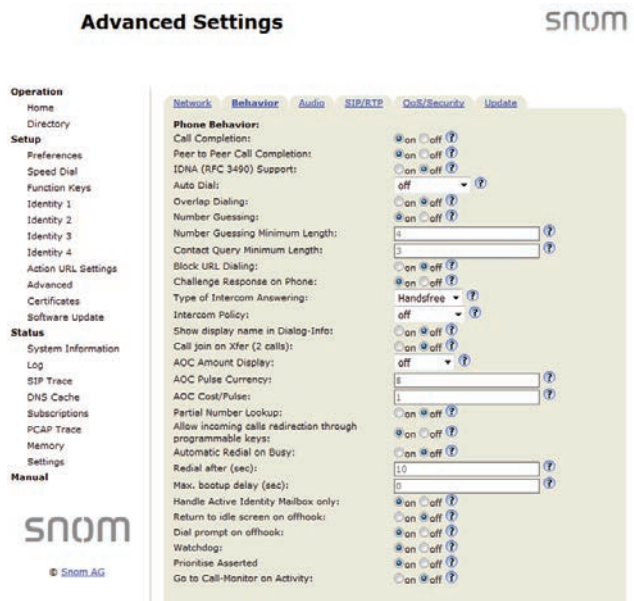 Advanced Settings
snom
Operation
Home
Directory
Setup
Preferences
Speed Dial
Function Keys
Identity 1
Identity 2
Identity 3
Identity 4
Action URL Settings
Advanced
Certificates
Software Update
Status
System Information
Log
SIP Trace
DNS Cache
Subscriptions
PCAP Trace
Memory
Settings
Manual
snom
© Snom AG
Network Behavior Audio SIP/RTP QoS/Security Update
Phone Behavior:
Call Completion: on off ?
Peer to Peer Call Completion: on off ?
IDNA (RFC 3490) Support: on off ?
Auto Dial: off ?
Overlap Dialing: on off ?
Number Guessing: on off ?
Number Guessing Minimum Length: 4 ?
Contact Query Minimum Length: 3 ?
Block URL Dialing: on off ?
Challenge Response on Phone: on off ?
Type of Intercom Answering: Handsfree ?
Intercom Policy: off ?
Show display name in Dialog-Info: on off ?
Call join on Xfer (2 calls): on off ?
AOC Amount Display: off ?
AOC Pulse Currency: $ ?
AOC Cost/Pulse: 1 ?
Partial Number Lookup: on off ?
Allow incoming calls redirection through
programmable keys: on off ?
Automatic Redial on Busy: on off ?
Redial after (sec): 10 ?
Max. bootup delay (sec): 0 ?
Handle Active Identity Mailbox only: on off ?
Return to idle screen on offhook: on off ?
Dial prompt on offhook: on off ?
Watchdog: on off ?
Prioritise Asserted on off ?
Go to Call-Monitor on Activity: on off ?